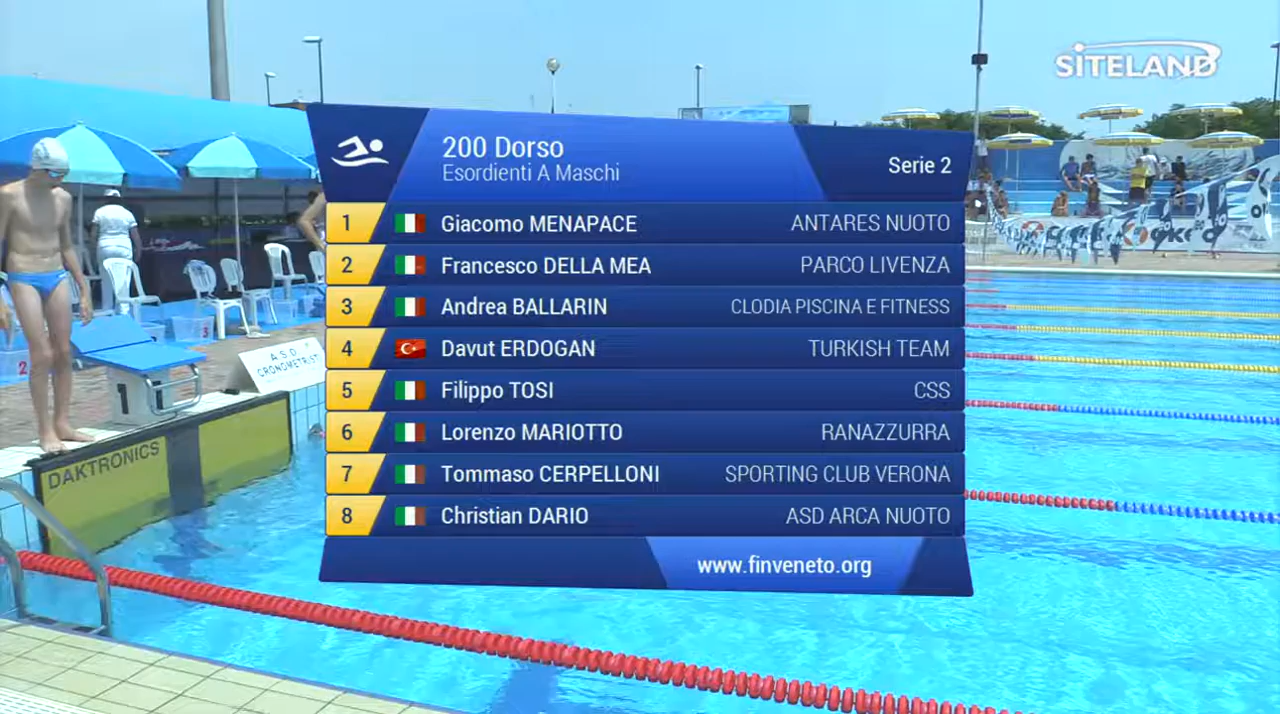 SITELAND
200 Dorso
Esordienti A Maschi
Serie 2
1 Giacomo MENAPACE ANTARES NUOTO
2 Francesco DELLA MEA PARCO LIVENZA
3 Andrea BALLARIN CLODIA PISCINA E FITNESS
4 Davut ERDOGAN TURKISH TEAM
5 Filippo TOSI CSS
6 Lorenzo MARIOTTO RANAZZURRA
7 Tommaso CERPELLONI SPORTING CLUB VERONA
8 Christian DARIO ASD ARCA NUOTO
www.finveneto.org
A.S.D.
CRONOMETRISTI
2
3
1
DAKTRONICS